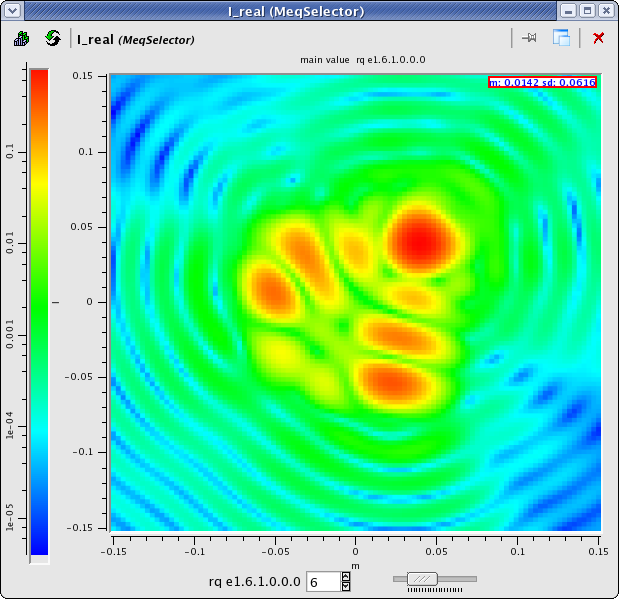 I_real (MeqSelector)
I_real (MeqSelector)
main value rq e1.6.1.0.0.0
m: 0.0142 sd: 0.0616
0.1
0.01
0.001
1e-04
1e-05
0.15
0.1
0.05
0
-0.05
-0.1
-0.15
l
-0.15
-0.1
-0.05
0
0.05
0.1
0.15
m
rq e1.6.1.0.0.0 6